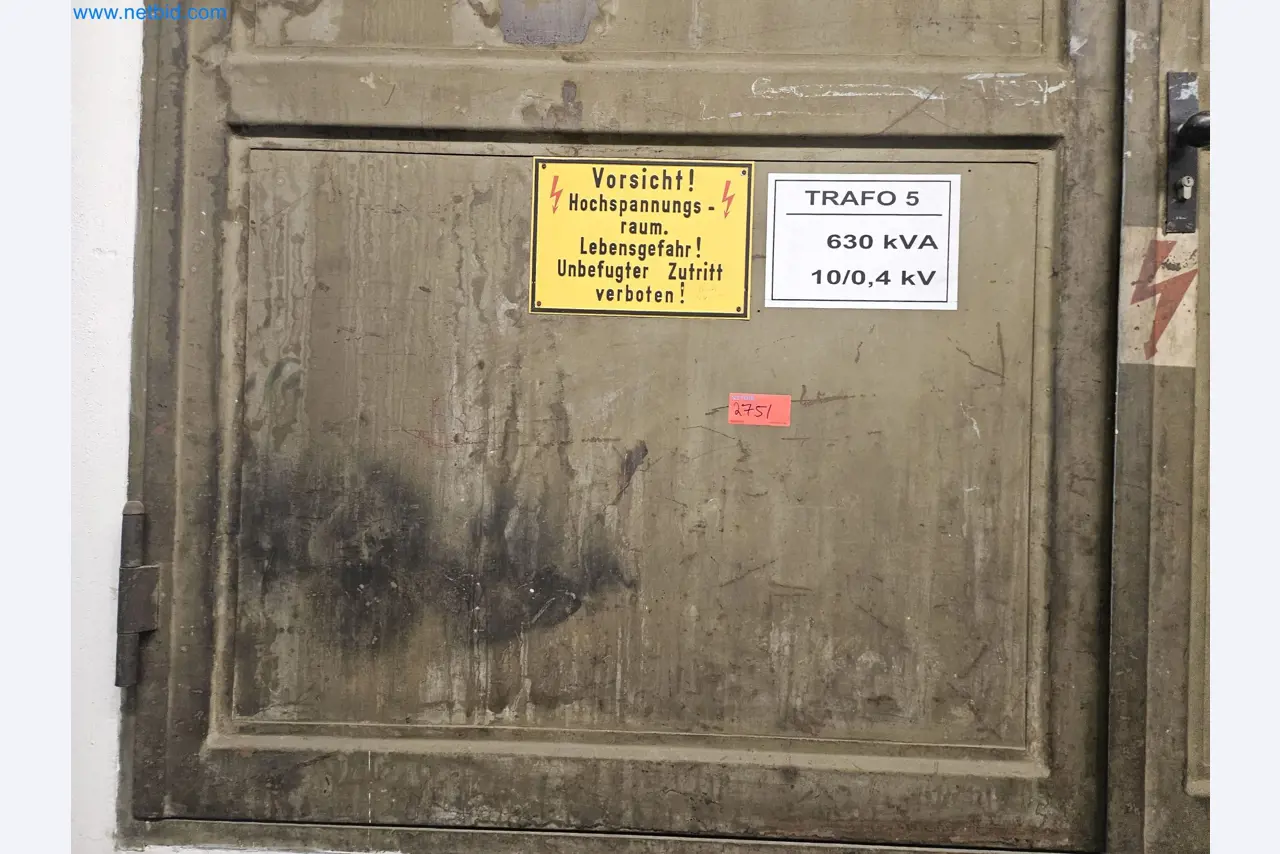 www.netbid.com
Vorsicht!
Hochspannungs-
raum.
Lebensgefahr!
Unbefugter Zutritt
verboten!
TRAFO 5
630 kVA
10/0,4 kV
2751